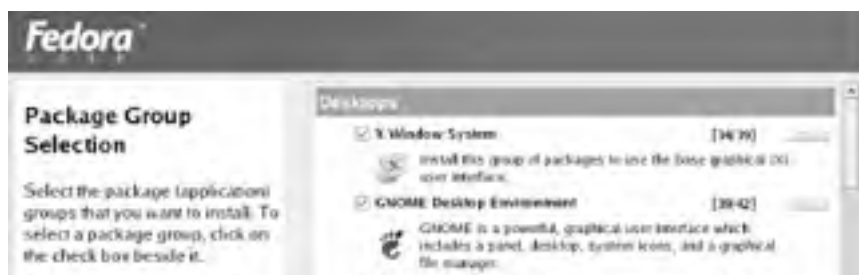 Fedora
Package Group
Selection
Select the package (application)
groups that you want to install. To
select a package group, click on
the check box beside it.
Desktops
X Window System [34/39]
Install this group of packages to use the base graphical (X)
user interface.
GNOME Desktop Environment [39/42]
GNOME is a powerful, graphical user interface which
includes a panel, desktop, system icons, and a graphical
file manager.